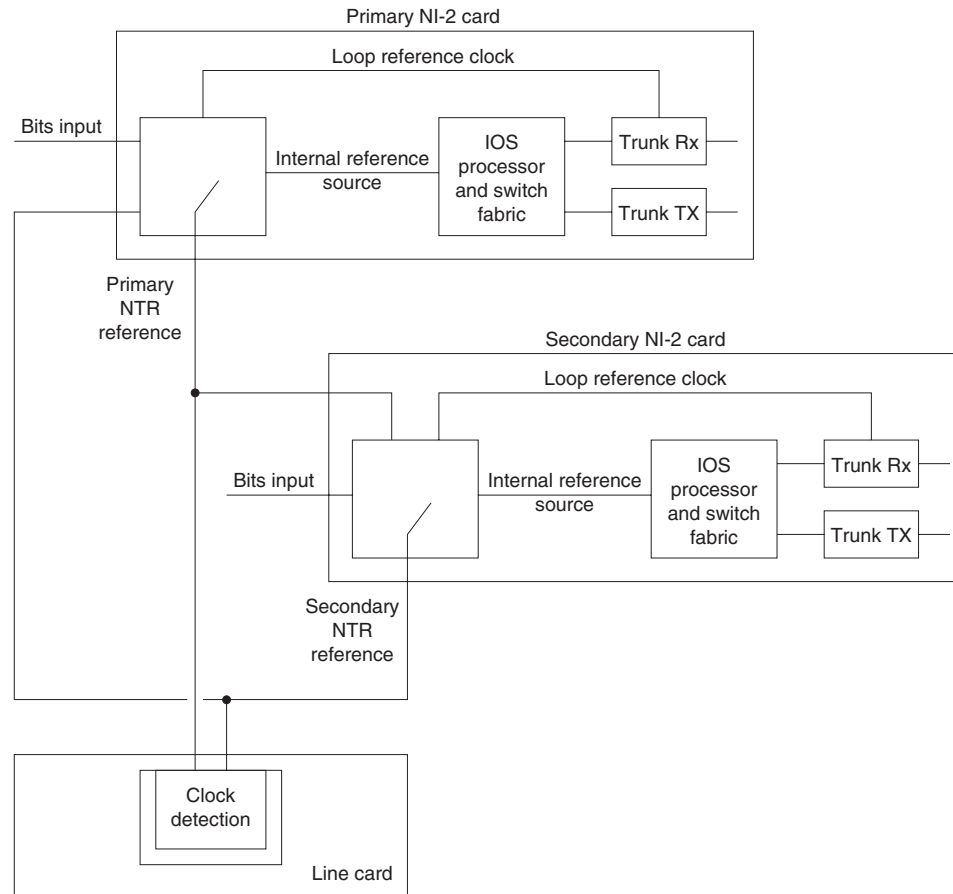 Primary NI-2 card
Loop reference clock
Bits input
Internal reference
source
IOS
processor
and switch
fabric
Trunk Rx
Trunk TX
Primary
NTR
reference
Secondary NI-2 card
Loop reference clock
Bits input
Internal reference
source
IOS
processor
and switch
fabric
Trunk Rx
Trunk TX
Secondary
NTR
reference
Clock
detection
Line card